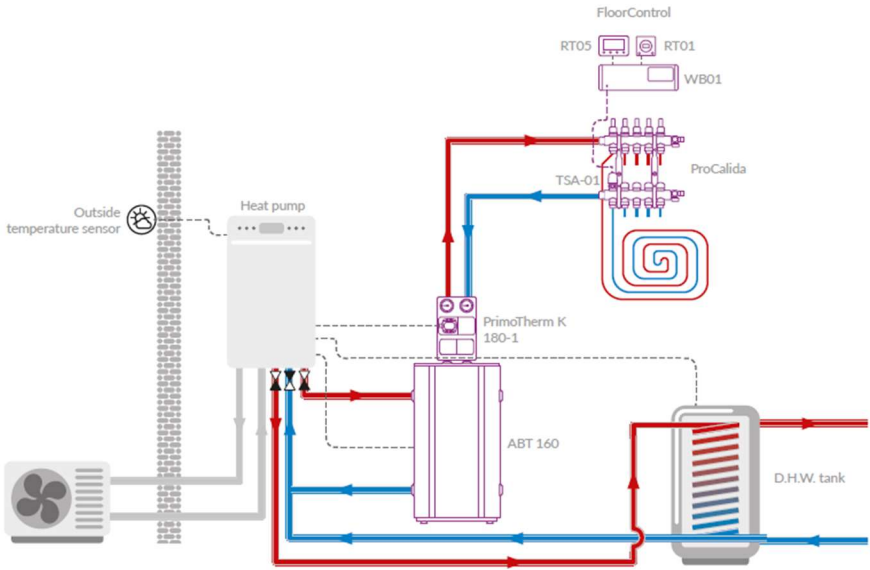 FloorControl
RT05
RT01
WB01
TSA-01
ProCalida
Outside
temperature sensor
Heat pump
PrimoTherm K
180-1
ABT 160
D.H.W. tank